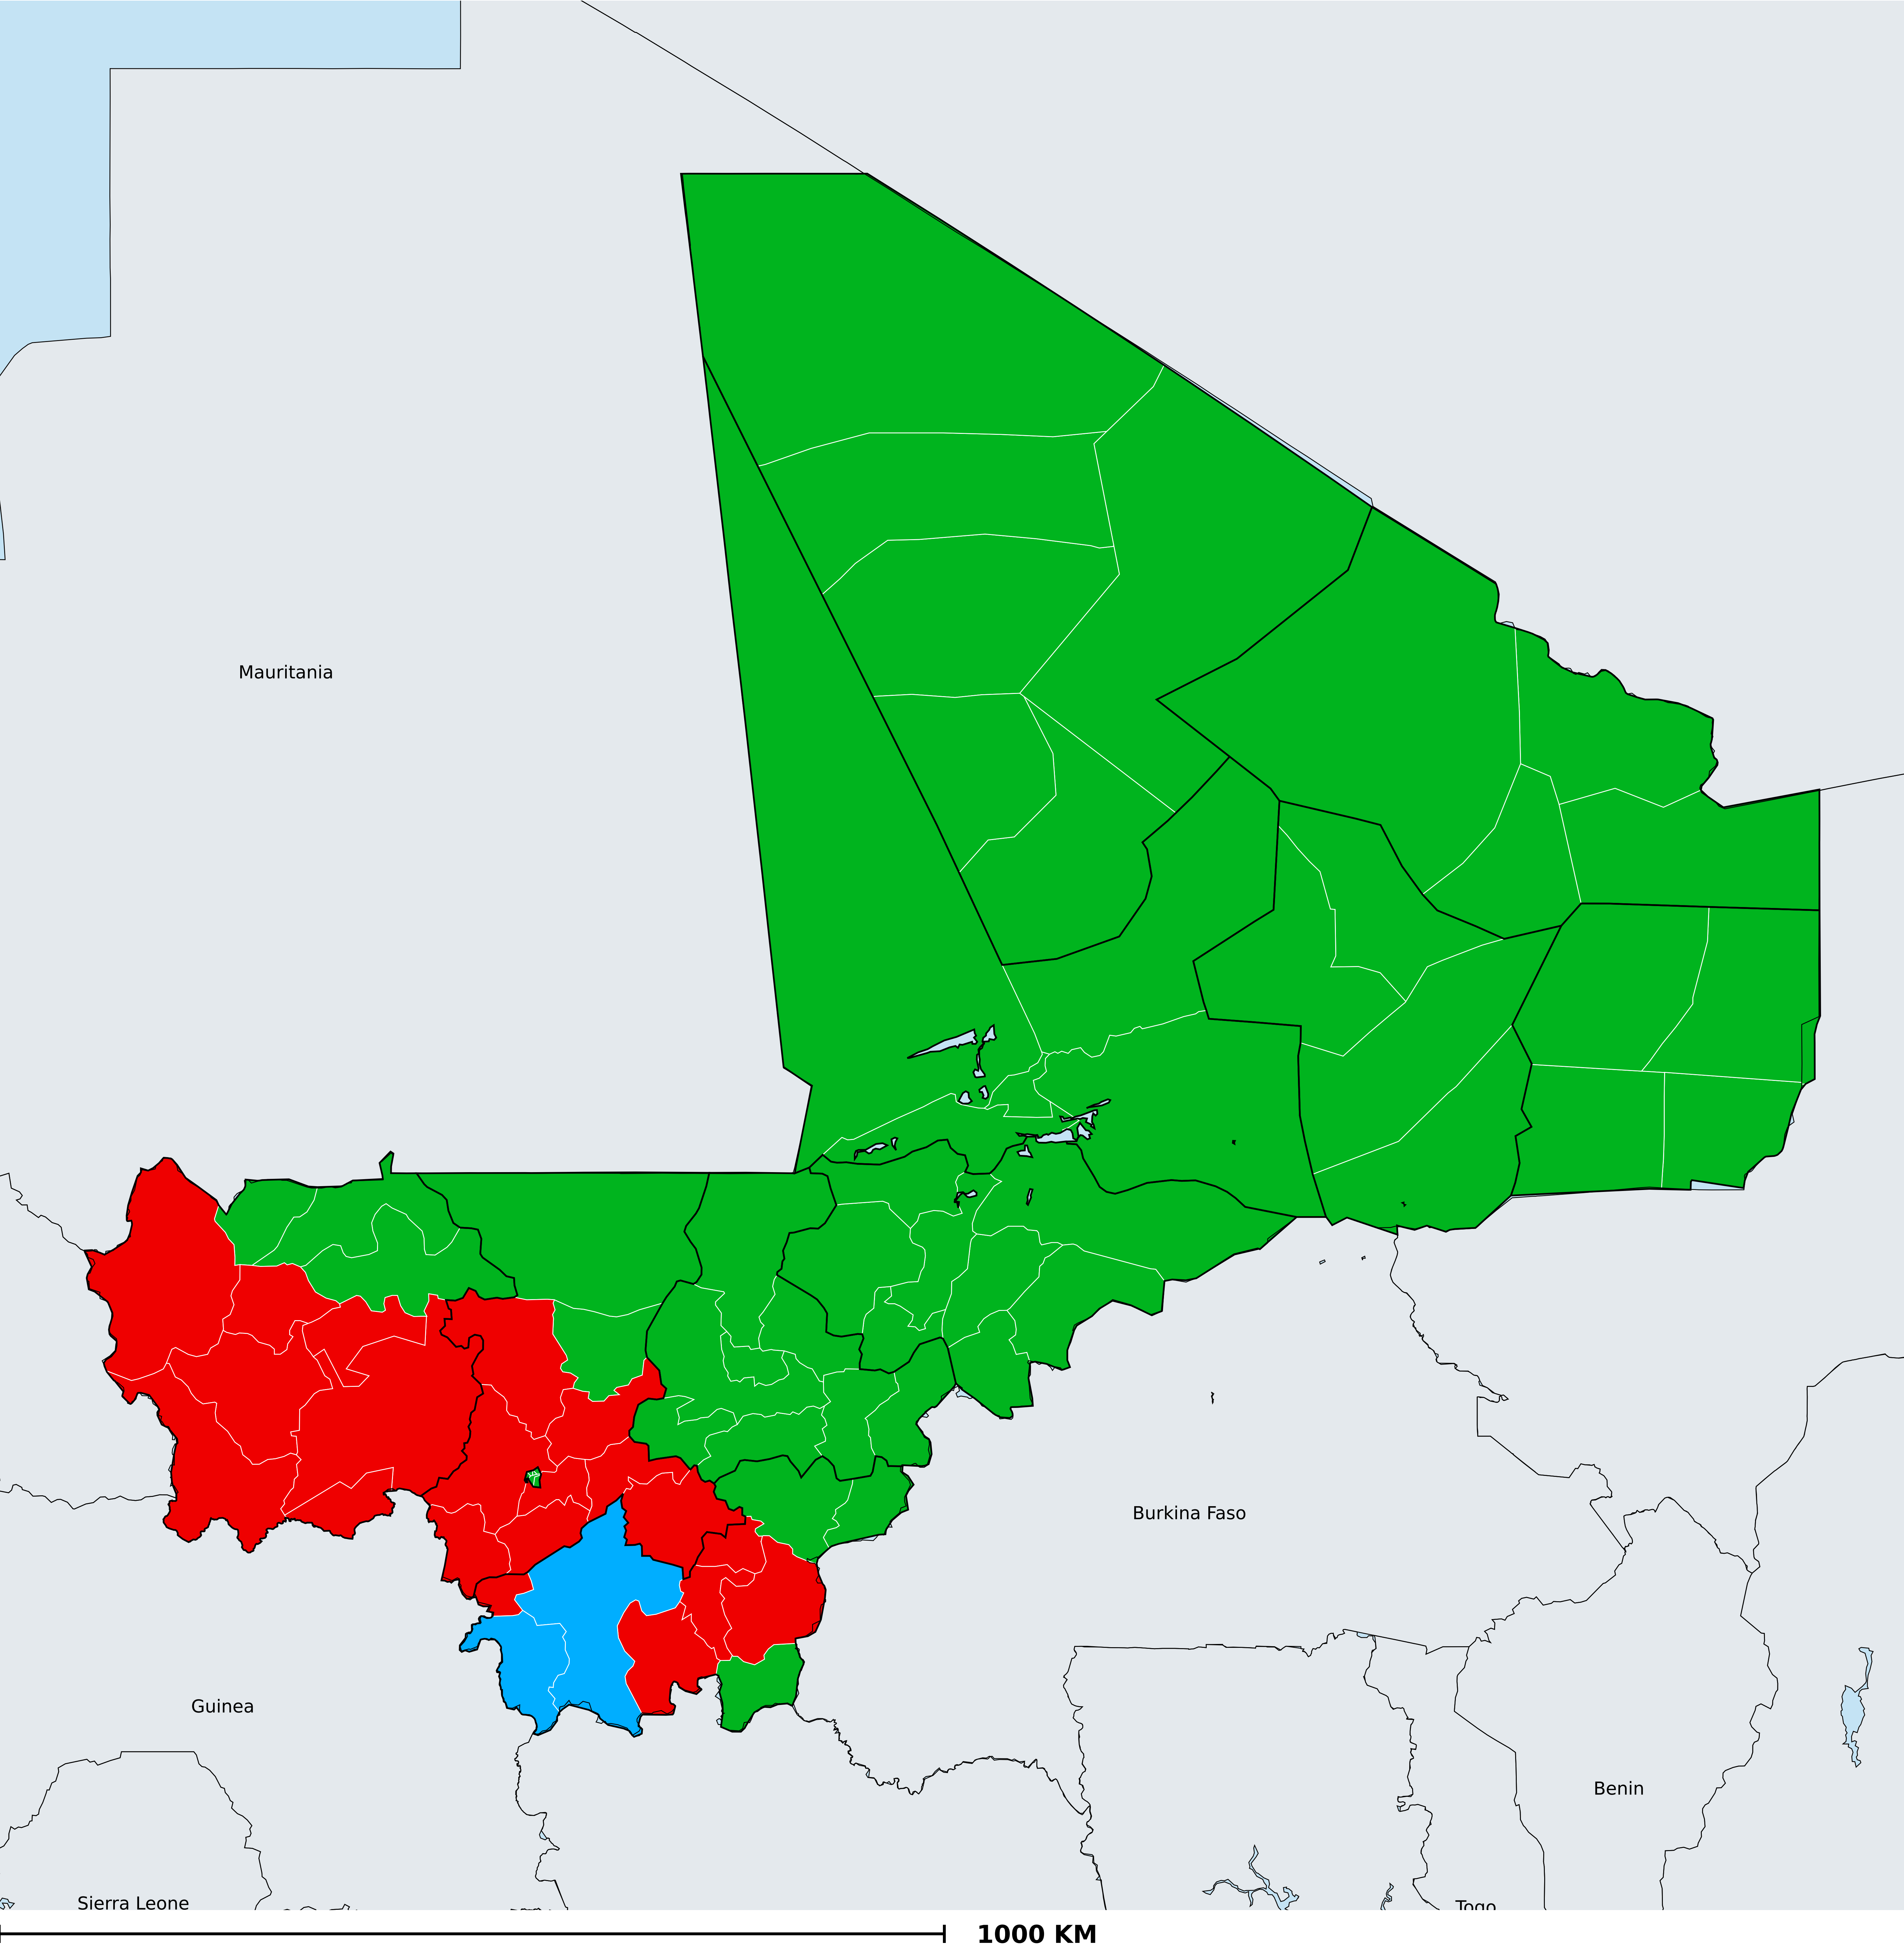 Mauritania
Burkina Faso
Guinea
Benin
Sierra Leone
Togo
1000 KM